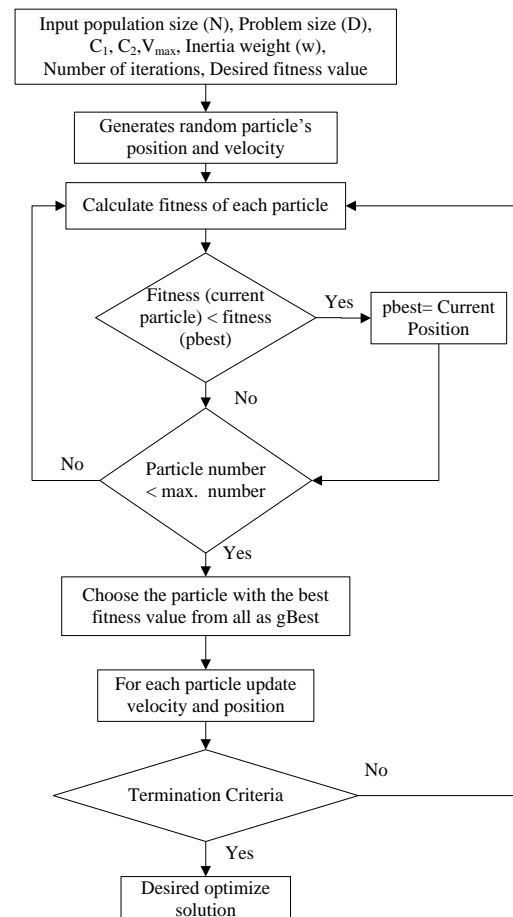 Input population size (N), Problem size (D),
C₁, C₂,Vmax, Inertia weight (w),
Number of iterations, Desired fitness value
Generates random particle's
position and velocity
Calculate fitness of each particle
Fitness (current
particle) < fitness
(pbest)
Yes
pbest= Current
Position
No
Particle number
< max. number
No
Yes
Choose the particle with the best
fitness value from all as gBest
For each particle update
velocity and position
Termination Criteria
No
Yes
Desired optimize
solution